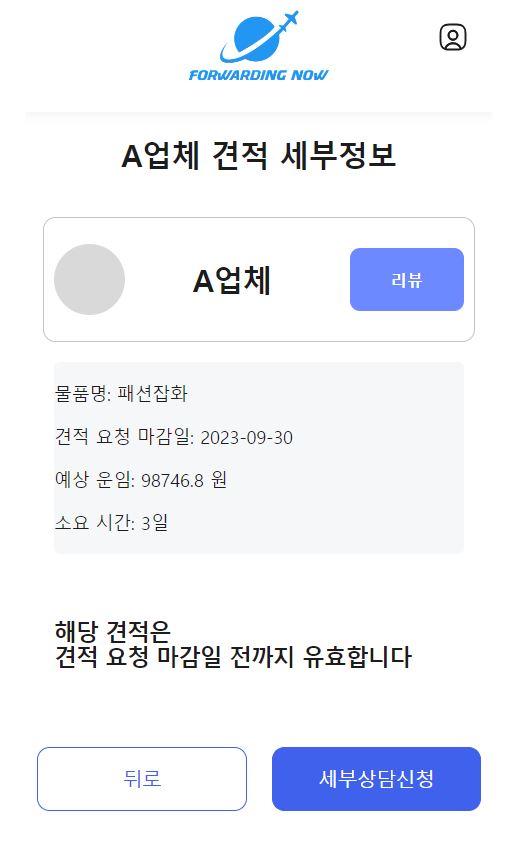 FORWARDING NOW
A업체 견적 세부정보
A업체
리뷰
물품명: 패션잡화
견적 요청 마감일: 2023-09-30
예상 운임: 98746.8 원
소요 시간: 3일
해당 견적은
견적 요청 마감일 전까지 유효합니다
뒤로
세부상담신청